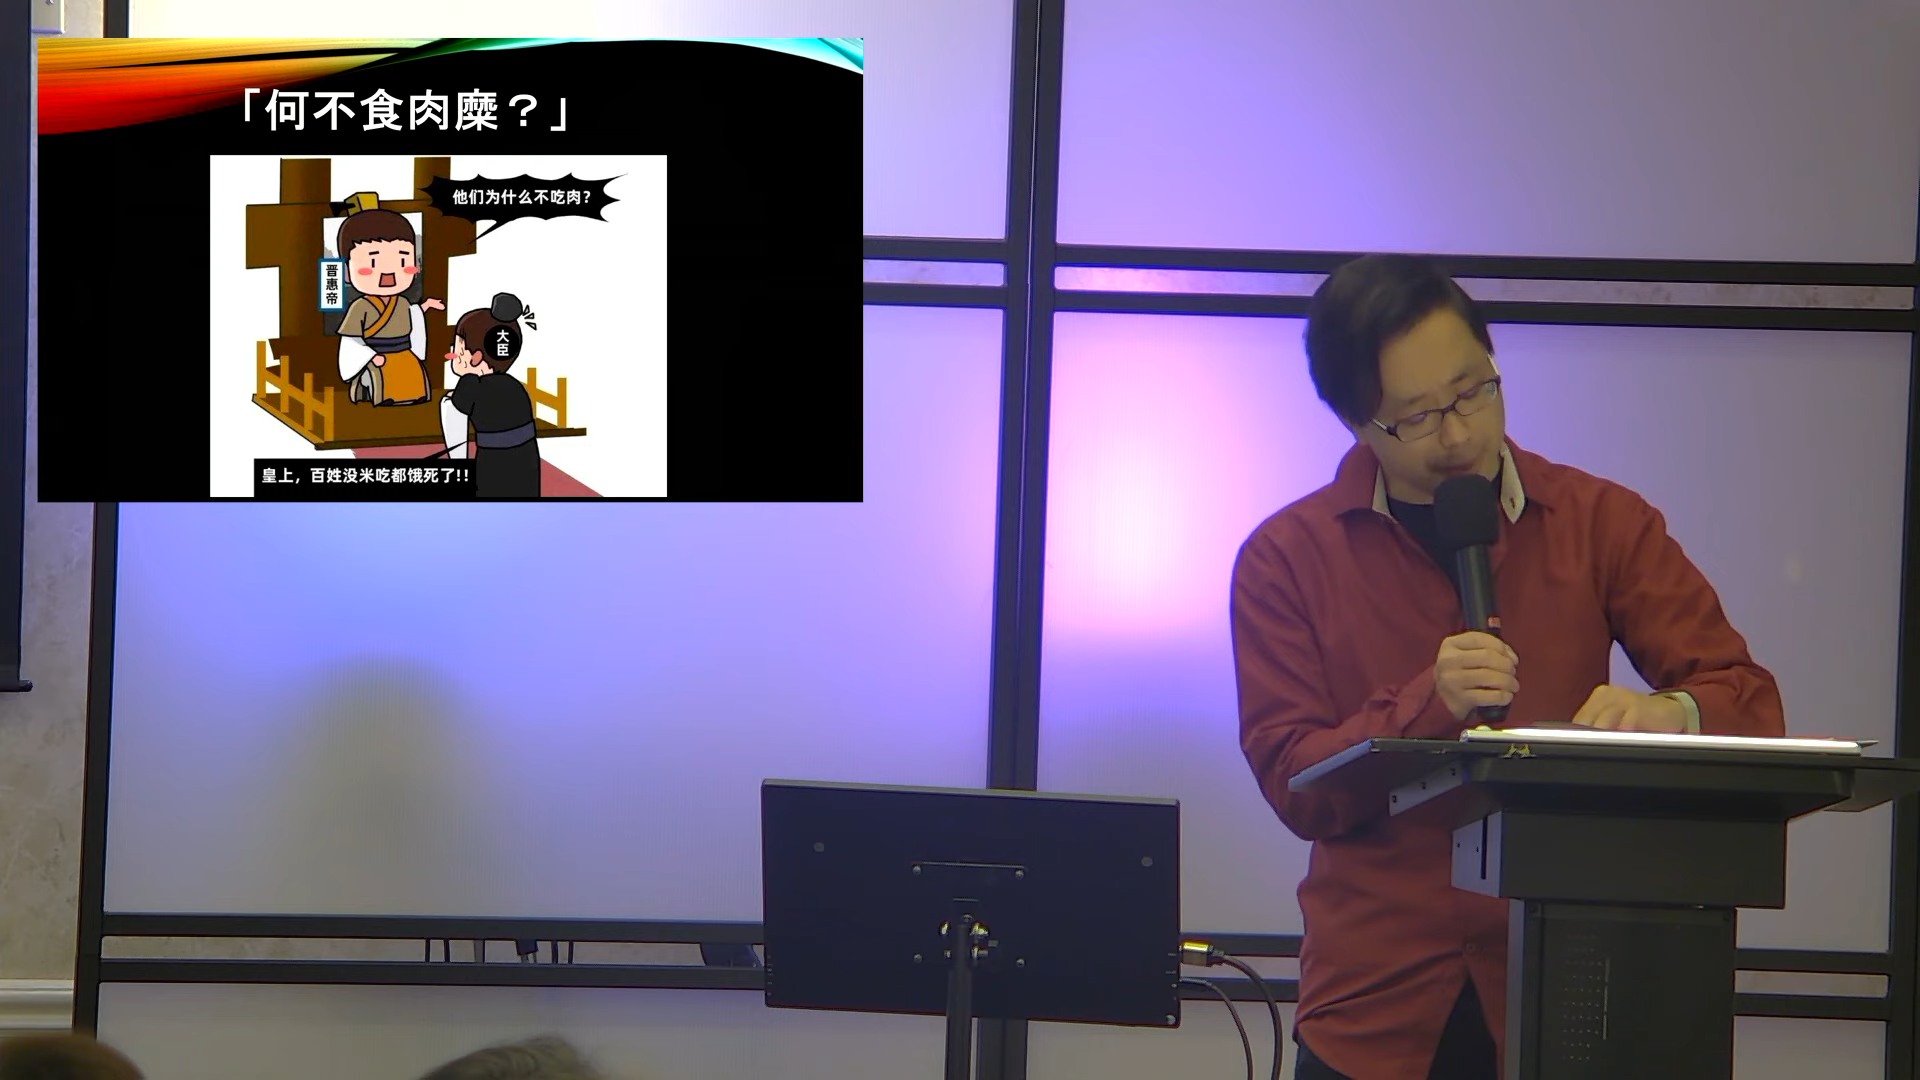 「何不食肉糜？」
他们为什么不吃肉？
晋惠帝
大臣
皇上，百姓没米吃都饿死了!!